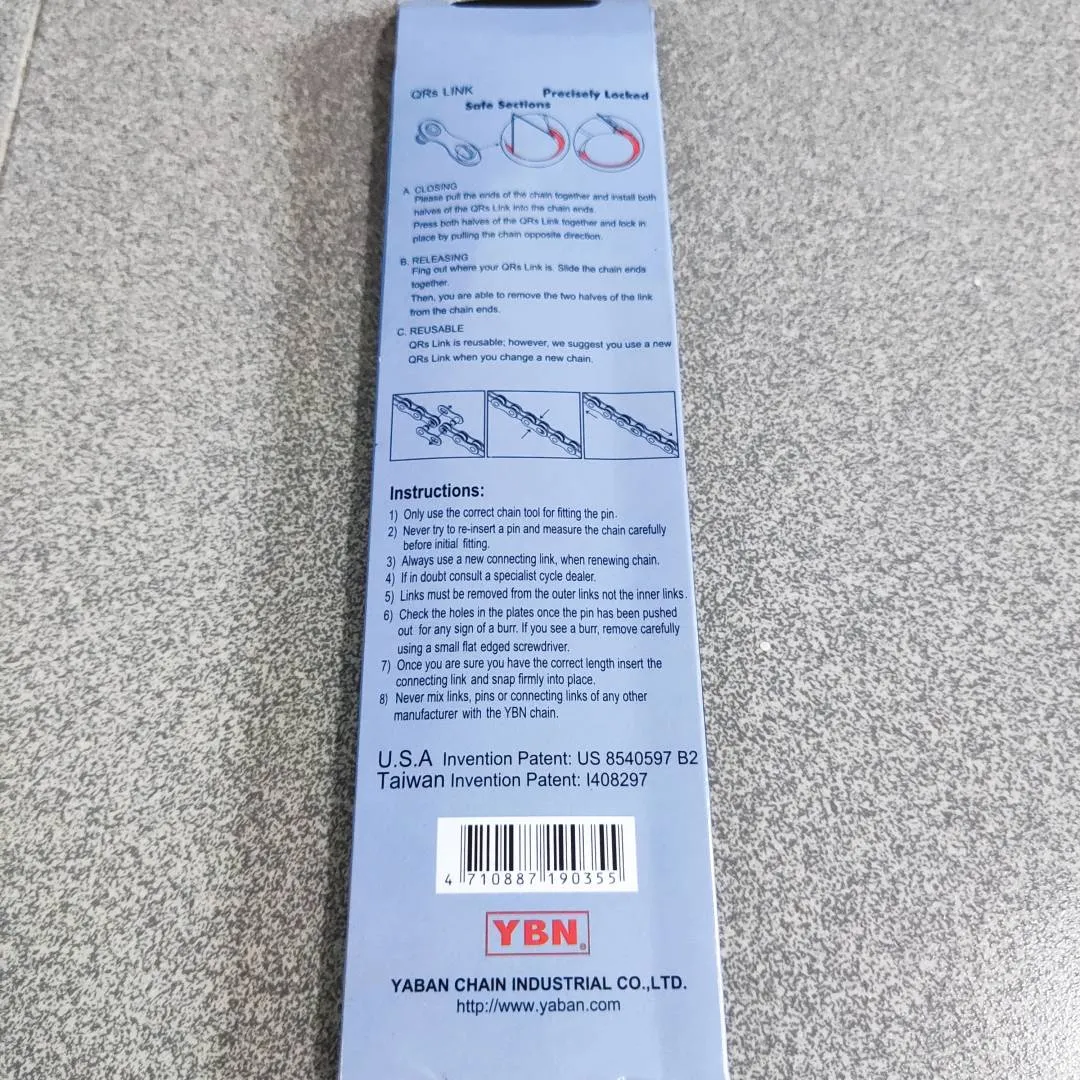 QRs LINK
Precisely Locked
Safe Sections
A. CLOSING
Please pull the ends of the chain together and install both
halves of the QRs Link into the chain ends.
Press both halves of the QRs Link together and lock in
place by pulling the chain opposite direction.
B. RELEASING
Fing out where your QRs Link is. Slide the chain ends
together.
Then, you are able to remove the two halves of the link
from the chain ends.
C. REUSABLE
QRs Link is reusable; however, we suggest you use a new
QRs Link when you change a new chain.
Instructions:
1) Only use the correct chain tool for fitting the pin.
2) Never try to re-insert a pin and measure the chain carefully
before initial fitting.
3) Always use a new connecting link, when renewing chain.
4) If in doubt consult a specialist cycle dealer.
5) Links must be removed from the outer links not the inner links.
6) Check the holes in the plates once the pin has been pushed
out for any sign of a burr. If you see a burr, remove carefully
using a small flat edged screwdriver.
7) Once you are sure you have the correct length insert the
connecting link and snap firmly into place.
8) Never mix links, pins or connecting links of any other
manufacturer with the YBN chain.
U.S.A Invention Patent: US 8540597 B2
Taiwan Invention Patent: I408297
4 710887 190355
YBN®
YABAN CHAIN INDUSTRIAL CO.,LTD.
http://www.yaban.com